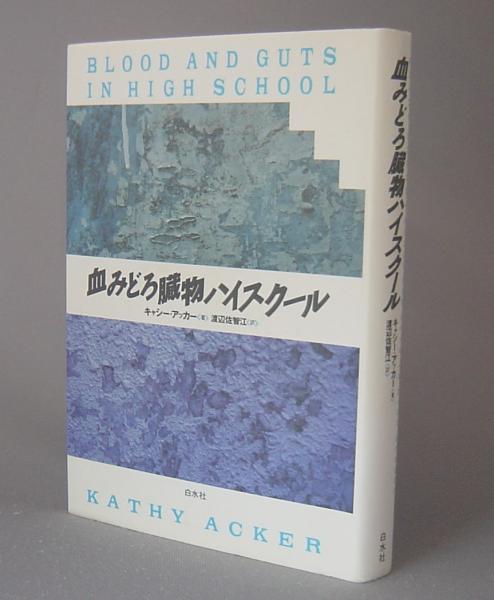 BLOOD AND GUTS
IN HIGH SCHOOL
血みどろ臓物ハイスクール
キャシー・アッカー〈著〉 渡辺佐智江〈訳〉
白水社
KATHY ACKER
血みどろ臓物ハイスクール
キャシー・アッカー〈著〉
渡辺佐智江〈訳〉
白水社